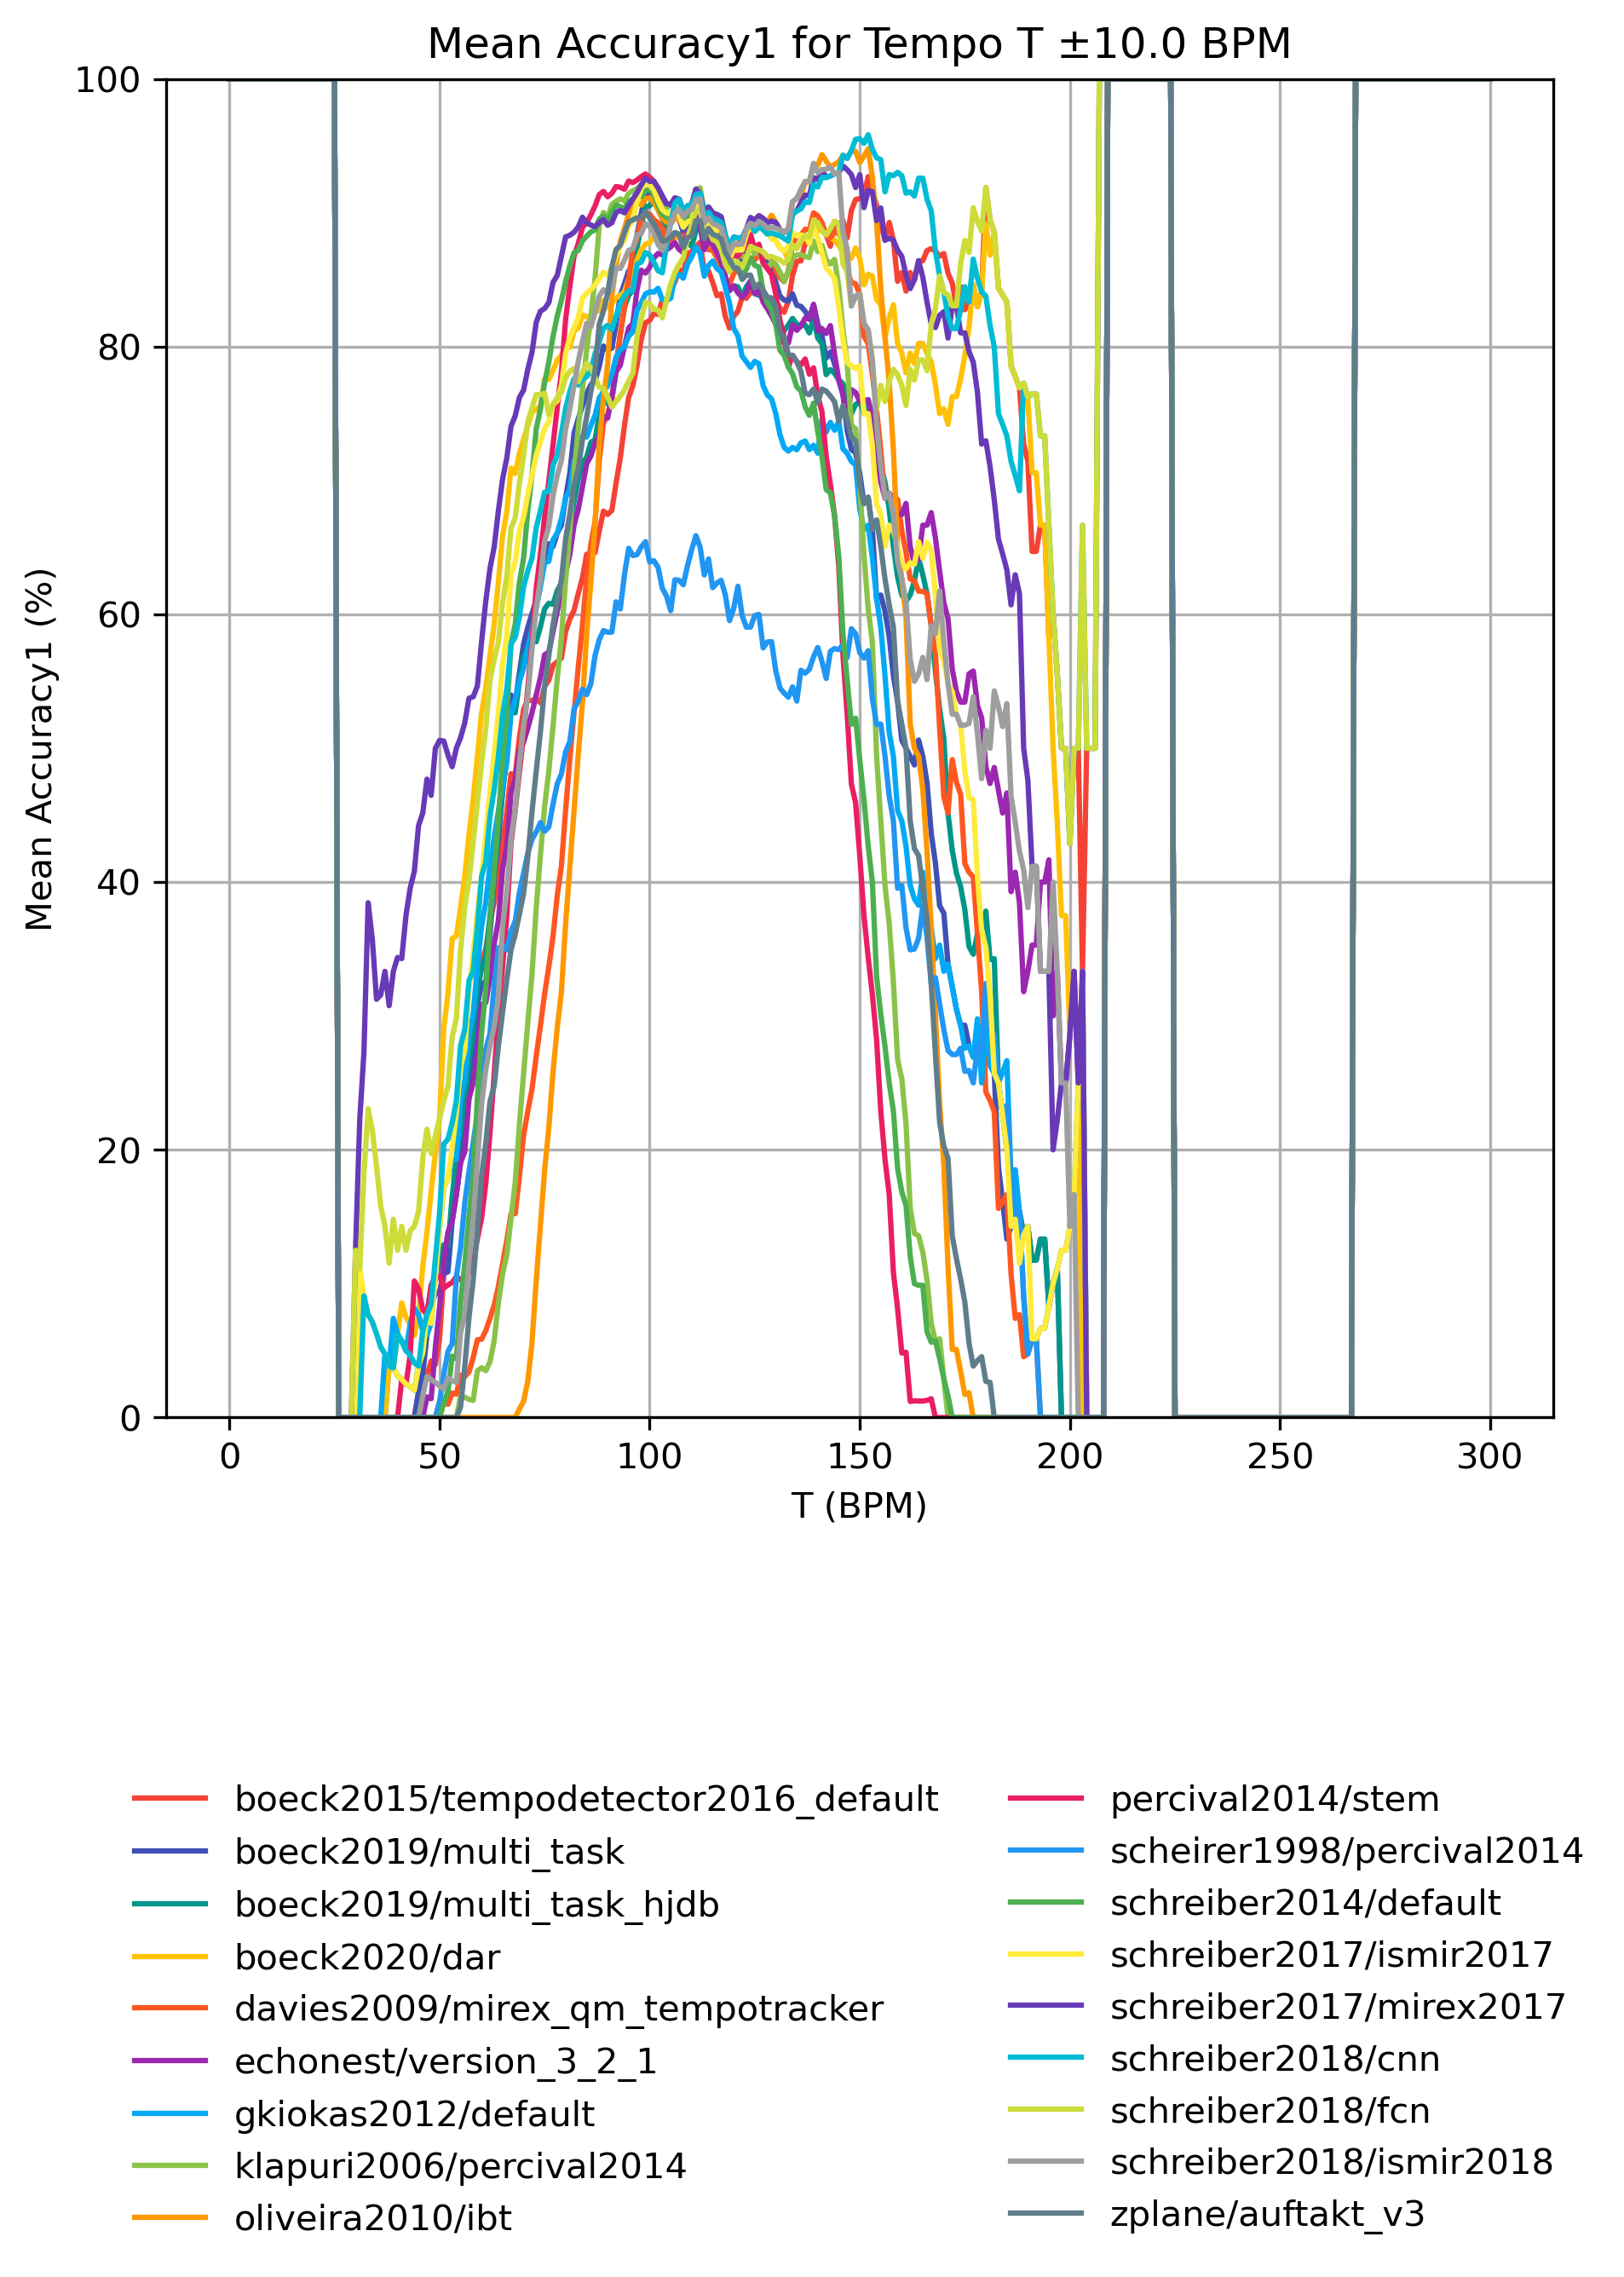 Mean Accuracy1 for Tempo T ±10.0 BPM
Mean Accuracy1 (%)
100
80
60
40
20
0
0 50 100 150 200 250 300
T (BPM)
boeck2015/tempodetector2016_default
boeck2019/multi_task
boeck2019/multi_task_hjdb
boeck2020/dar
davies2009/mirex_qm_tempotracker
echonest/version_3_2_1
gkiokas2012/default
klapuri2006/percival2014
oliveira2010/ibt
percival2014/stem
scheirer1998/percival2014
schreiber2014/default
schreiber2017/ismir2017
schreiber2017/mirex2017
schreiber2018/cnn
schreiber2018/fcn
schreiber2018/ismir2018
zplane/auftakt_v3